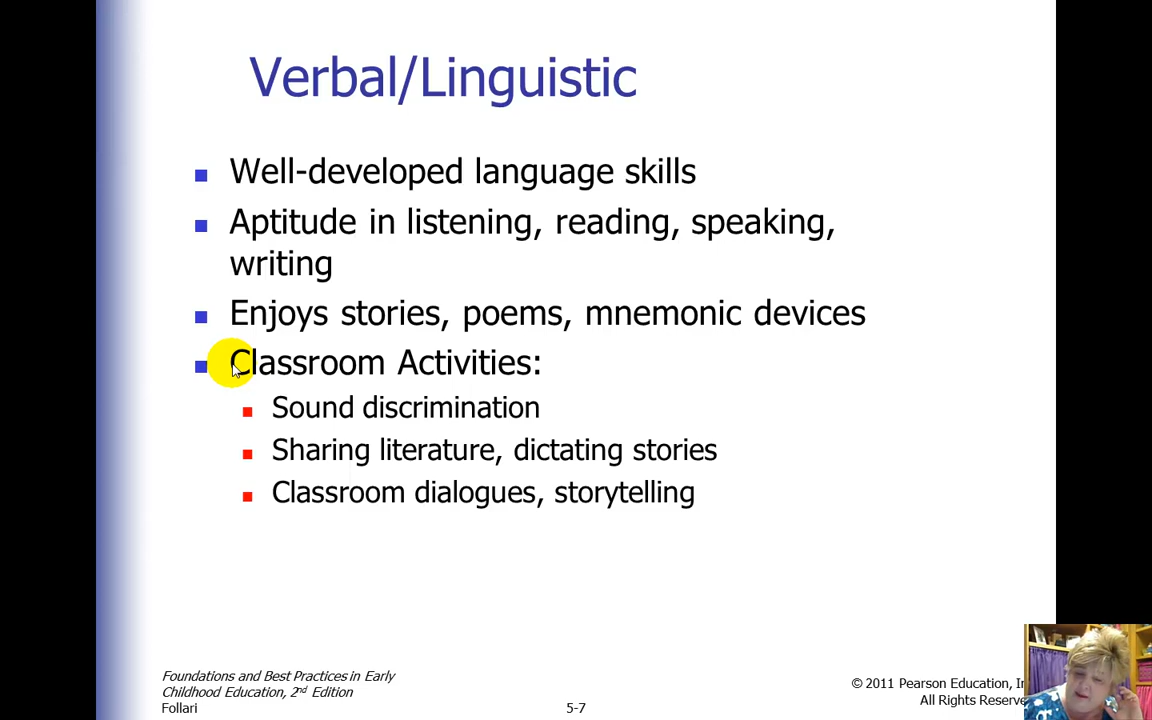 Verbal/Linguistic
Well-developed language skills
Aptitude in listening, reading, speaking,
writing
Enjoys stories, poems, mnemonic devices
Classroom Activities:
Sound discrimination
Sharing literature, dictating stories
Classroom dialogues, storytelling
Foundations and Best Practices in Early
Childhood Education, 2nd Edition
Follari
5-7
© 2011 Pearson Education,
All Rights